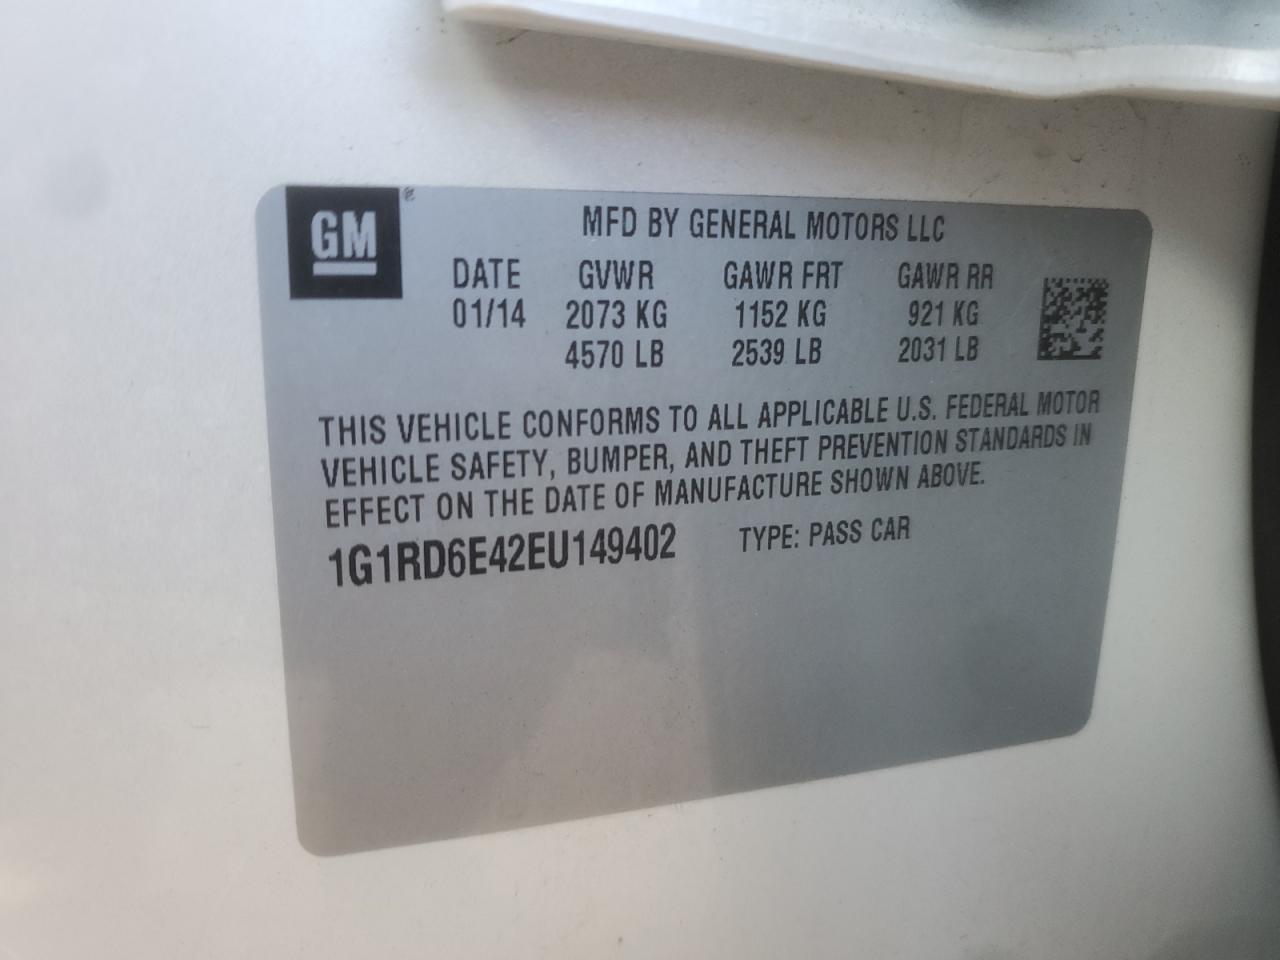 GM ®
MFD BY GENERAL MOTORS LLC
DATE GVWR GAWR FRT GAWR RR
01/14 2073 KG 1152 KG 921 KG
4570 LB 2539 LB 2031 LB
THIS VEHICLE CONFORMS TO ALL APPLICABLE U.S. FEDERAL MOTOR
VEHICLE SAFETY, BUMPER, AND THEFT PREVENTION STANDARDS IN
EFFECT ON THE DATE OF MANUFACTURE SHOWN ABOVE.
1G1RD6E42EU149402 TYPE: PASS CAR